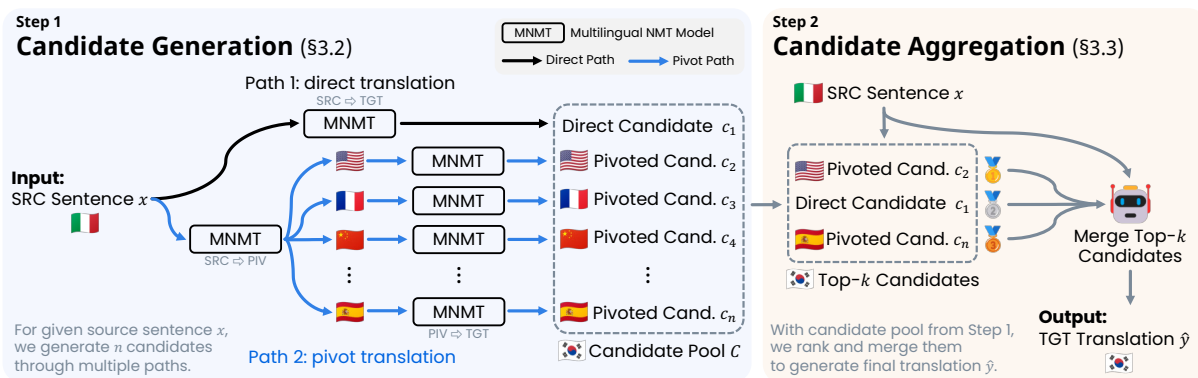 Step 1
Candidate Generation (§3.2)
MNMT Multilingual NMT Model
Direct Path Pivot Path
Path 1: direct translation
SRC ⇨ TGT
MNMT
Input:
SRC Sentence x
MNMT
SRC ⇨ PIV
MNMT
MNMT
MNMT
⋮ ⋮ ⋮
MNMT
PIV ⇨ TGT
Path 2: pivot translation
Direct Candidate c₁
Pivoted Cand. c₂
Pivoted Cand. c₃
Pivoted Cand. c₄
Pivoted Cand. cₙ
Candidate Pool C
For given source sentence x,
we generate n candidates
through multiple paths.
Step 2
Candidate Aggregation (§3.3)
SRC Sentence x
Pivoted Cand. c₂
1
Direct Candidate c₁
2
Pivoted Cand. cₙ
3
Top-k Candidates
Merge Top-k
Candidates
Output:
TGT Translation ŷ
With candidate pool from Step 1,
we rank and merge them
to generate final translation ŷ.